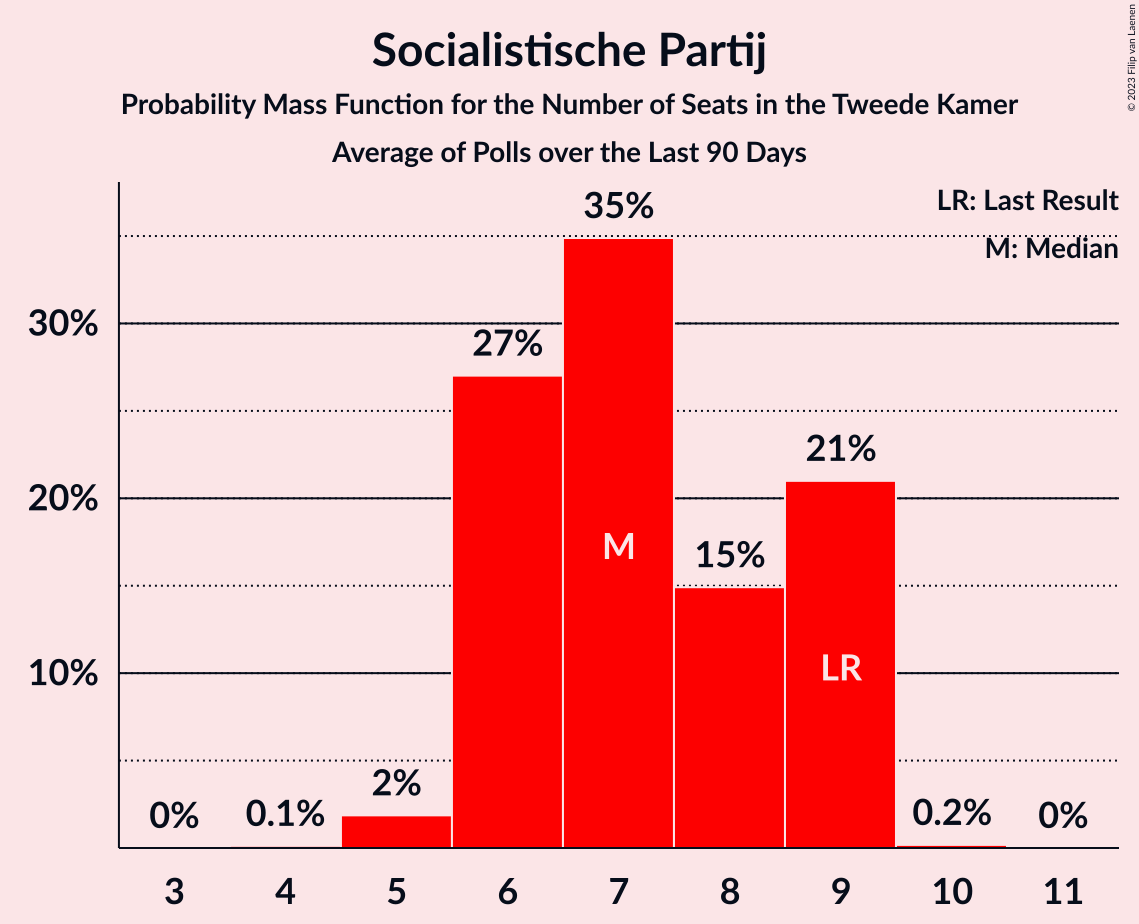 Socialistische Partij
Probability Mass Function for the Number of Seats in the Tweede Kamer
Average of Polls over the Last 90 Days
© 2023 Filip van Laenen
LR: Last Result
M: Median
35%
30%
27%
21%
20%
M
15%
LR
10%
2%
0%
0.1%
0.2%
0%
3
4
5
6
7
8
9
10
11